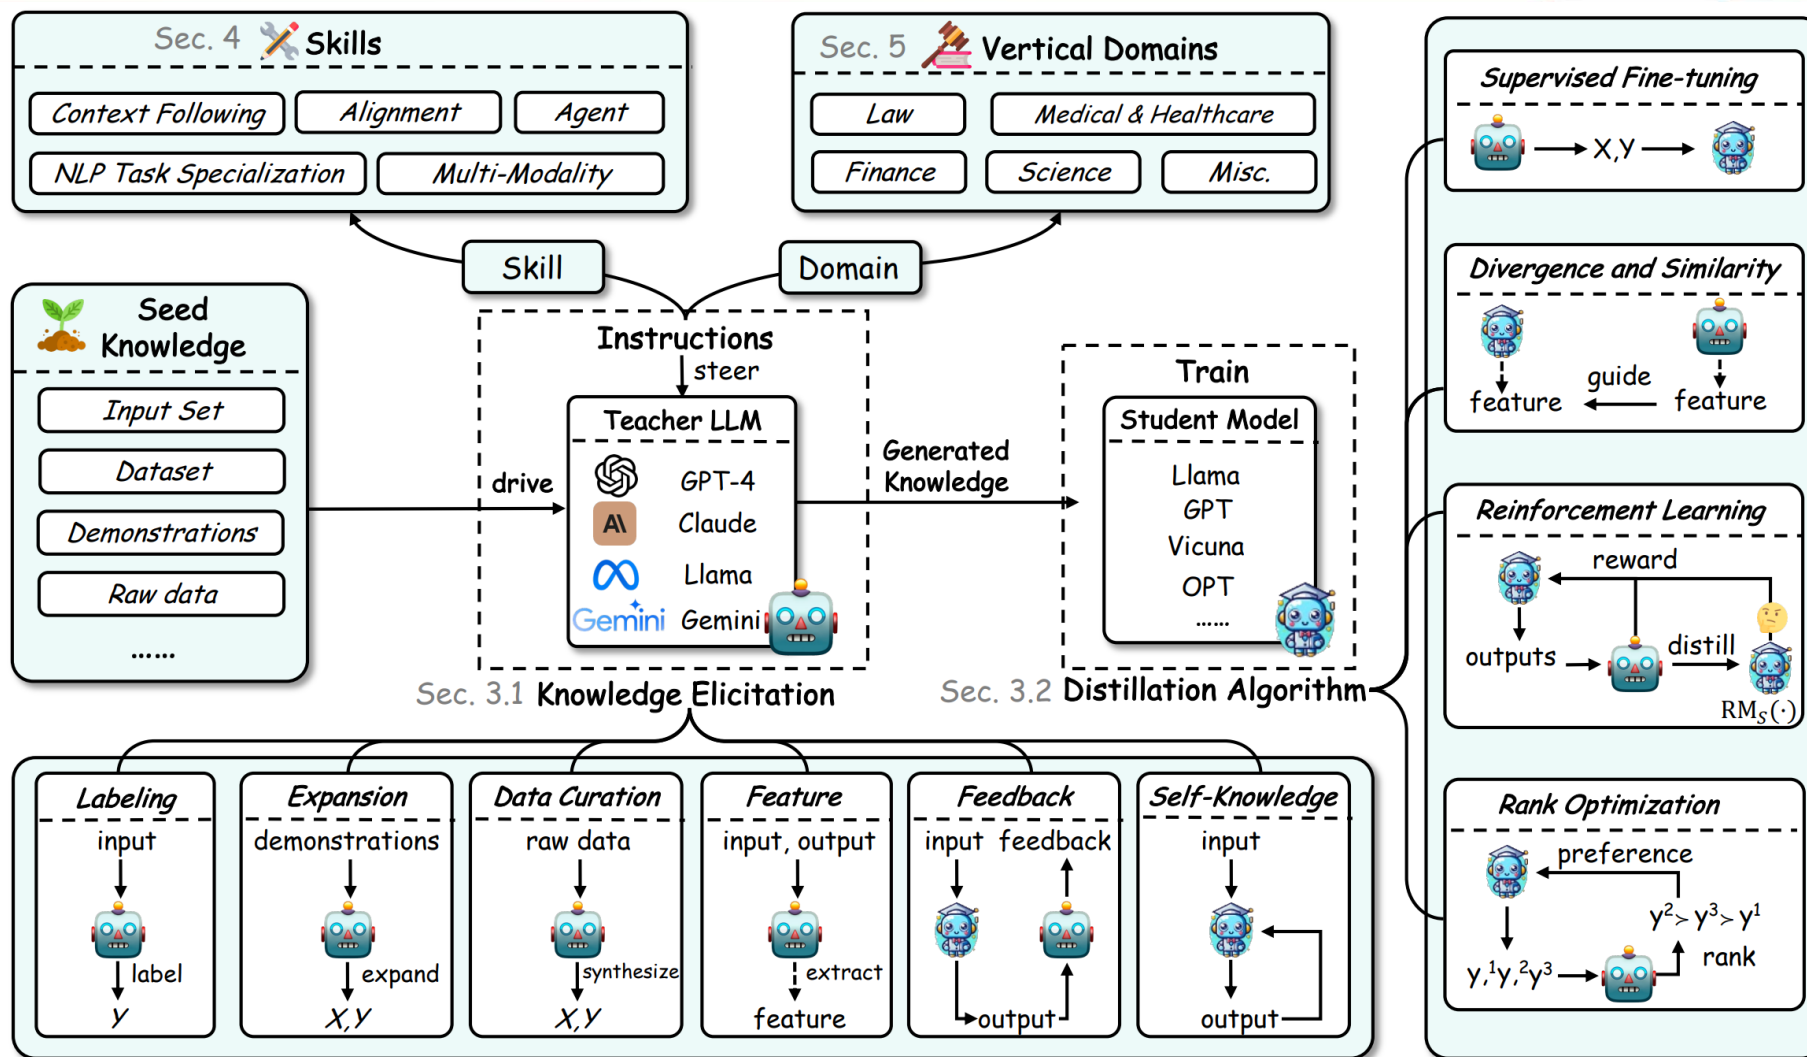 Sec. 4 Skills
Context Following
Alignment
Agent
NLP Task Specialization
Multi-Modality
Sec. 5 Vertical Domains
Law
Medical & Healthcare
Finance
Science
Misc.
Skill
Domain
Seed
Knowledge
Input Set
Dataset
Demonstrations
Raw data
......
drive
Instructions
steer
Teacher LLM
GPT-4
A\ Claude
Llama
Gemini Gemini
Generated
Knowledge
Train
Student Model
Llama
GPT
Vicuna
OPT
......
Sec. 3.1 Knowledge Elicitation
Sec. 3.2 Distillation Algorithm
Labeling
input
label
Y
Expansion
demonstrations
expand
X,Y
Data Curation
raw data
synthesize
X,Y
Feature
input, output
extract
feature
Feedback
input feedback
output
Self-Knowledge
input
output
Supervised Fine-tuning
X,Y
Divergence and Similarity
guide
feature
feature
Reinforcement Learning
reward
outputs
distill
RM_S(·)
Rank Optimization
preference
y²≻y³≻y¹
rank
y,¹y,²y³